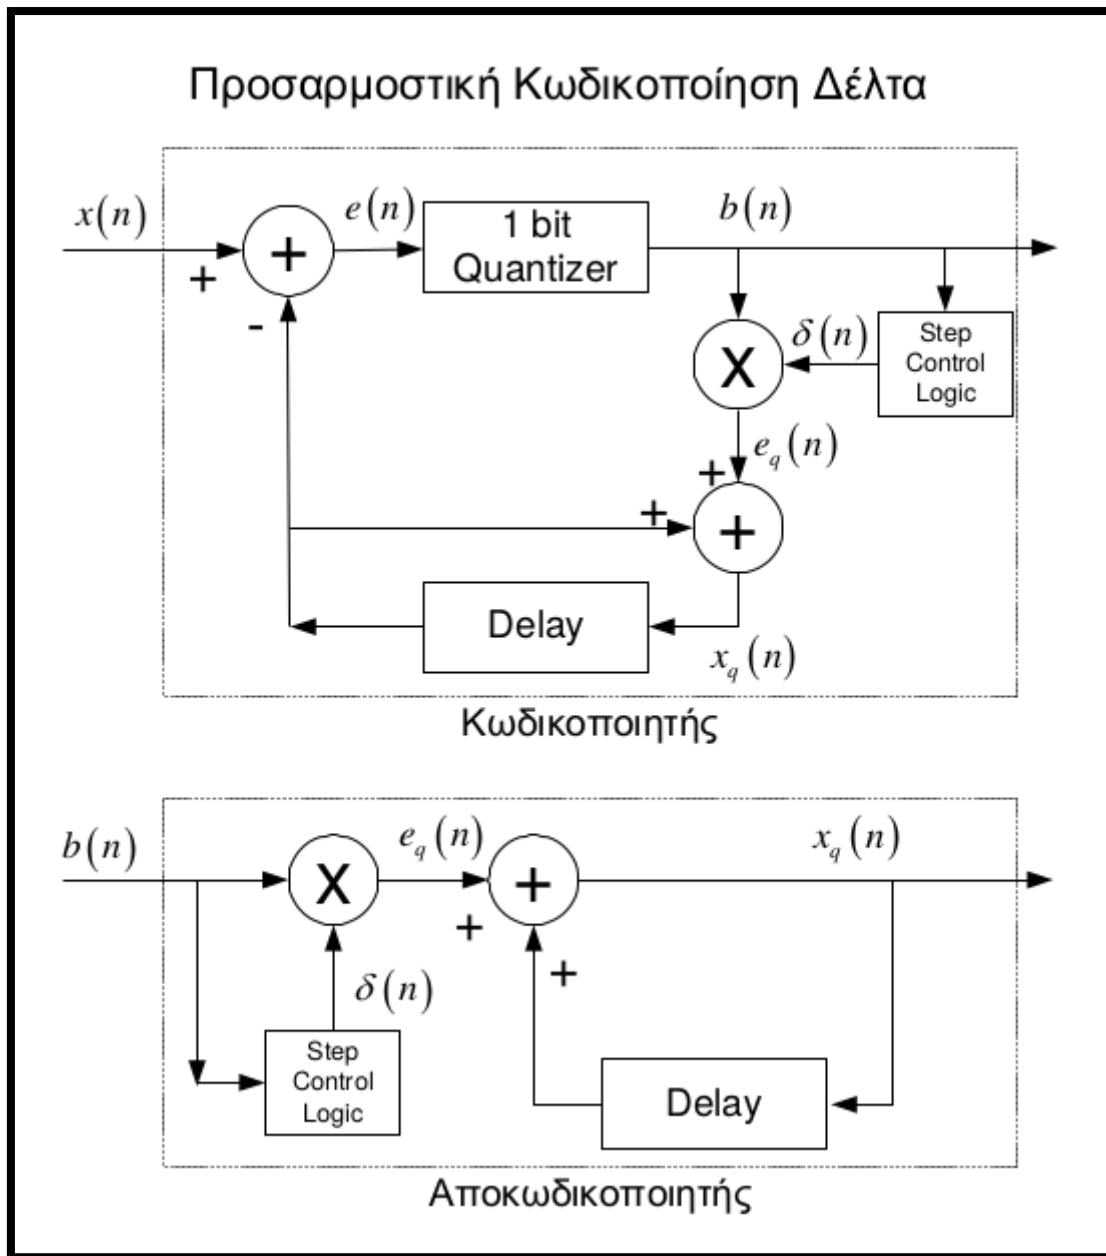 Προσαρμοστική Κωδικοποίηση Δέλτα
x(n)
e(n)
1 bit
Quantizer
b(n)
+
+
-
δ(n)
Step
Control
Logic
X
e_q(n)
+
+
+
Delay
x_q(n)
Κωδικοποιητής
b(n)
X
e_q(n)
+
x_q(n)
+
+
δ(n)
Step
Control
Logic
Delay
Αποκωδικοποιητής